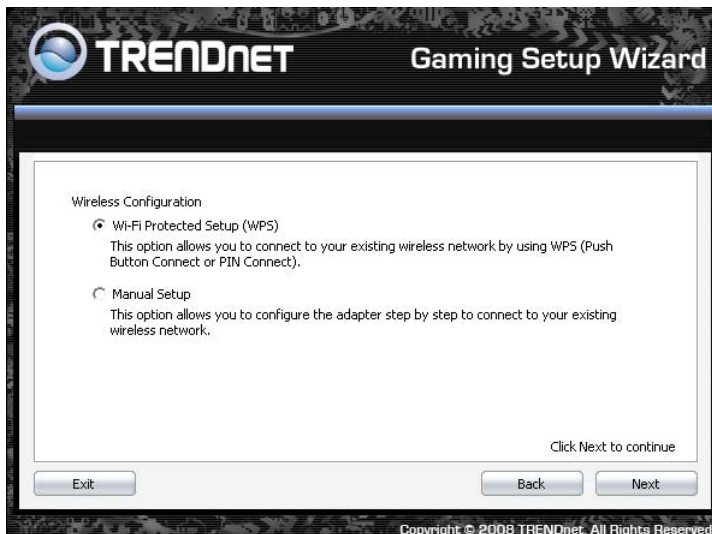 TRENDNET
Gaming Setup Wizard
Wireless Configuration
Wi-Fi Protected Setup (WPS)
This option allows you to connect to your existing wireless network by using WPS (Push
Button Connect or PIN Connect).
Manual Setup
This option allows you to configure the adapter step by step to connect to your existing
wireless network.
Click Next to continue
Exit
Back
Next
Copyright © 2008 TRENDnet. All Rights Reserved